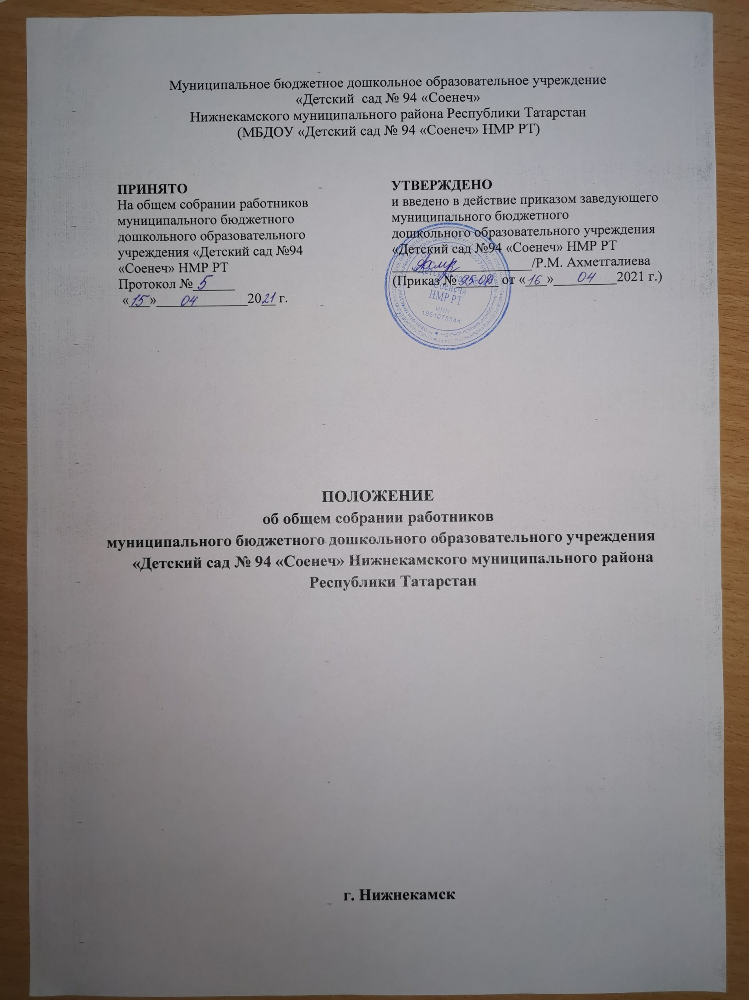 Муниципальное бюджетное дошкольное образовательное учреждение
«Детский сад № 94 «Соенеч»
Нижнекамского муниципального района Республики Татарстан
(МБДОУ «Детский сад № 94 «Соенеч» НМР РТ)
ПРИНЯТО
На общем собрании работников
муниципального бюджетного
дошкольного образовательного
учреждения «Детский сад №94
«Соенеч» НМР РТ
Протокол № 5
«15» 04 2021 г.
УТВЕРЖДЕНО
и введено в действие приказом заведующего
муниципального бюджетного
дошкольного образовательного учреждения
«Детский сад №94 «Соенеч» НМР РТ
/Р.М. Ахметгалиева
(Приказ № от «16» 04 2021 г.)
«Соенеч»
НМР РТ
ИНН
1651075544
ПОЛОЖЕНИЕ
об общем собрании работников
муниципального бюджетного дошкольного образовательного учреждения
«Детский сад № 94 «Соенеч» Нижнекамского муниципального района
Республики Татарстан
г. Нижнекамск